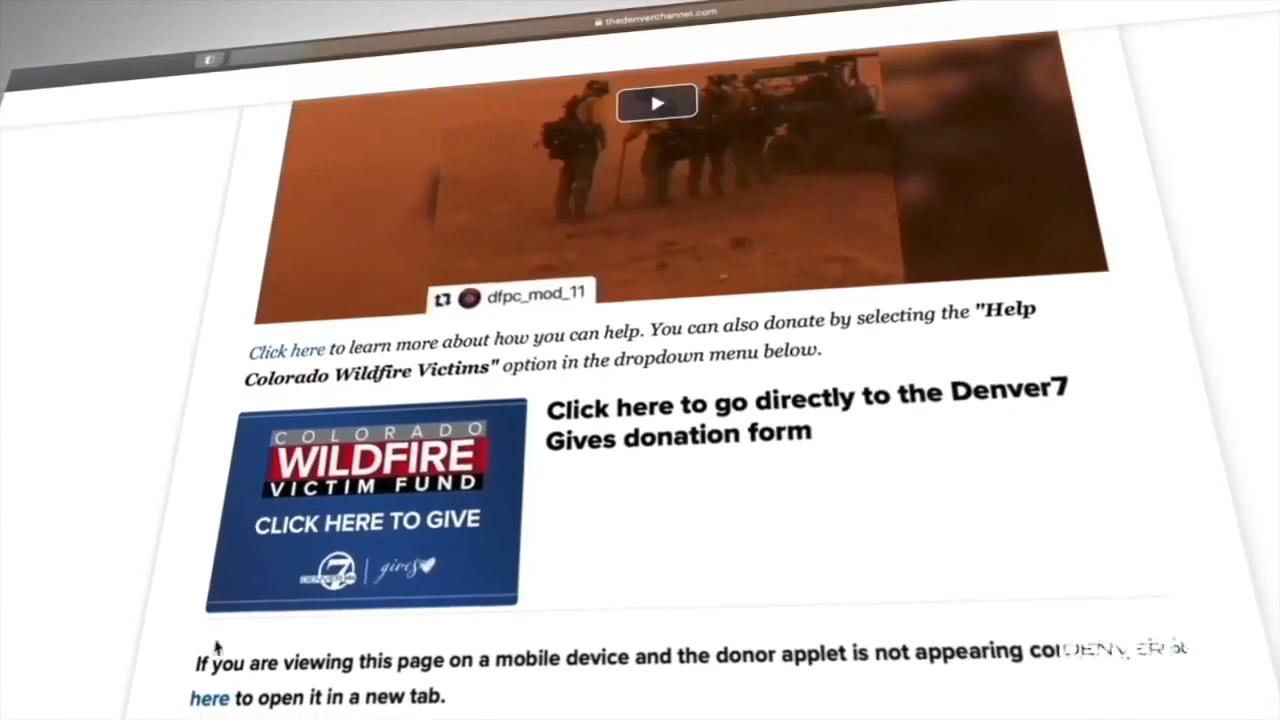 thedenverchannel.com
dfpc_mod_11
Click here to learn more about how you can help. You can also donate by selecting the "Help
Colorado Wildfire Victims" option in the dropdown menu below.
COLORADO
WILDFIRE
VICTIM FUND
CLICK HERE TO GIVE
DENVER 7 | gives
Click here to go directly to the Denver7
Gives donation form
If you are viewing this page on a mobile device and the donor applet is not appearing
DENVER
here to open it in a new tab.